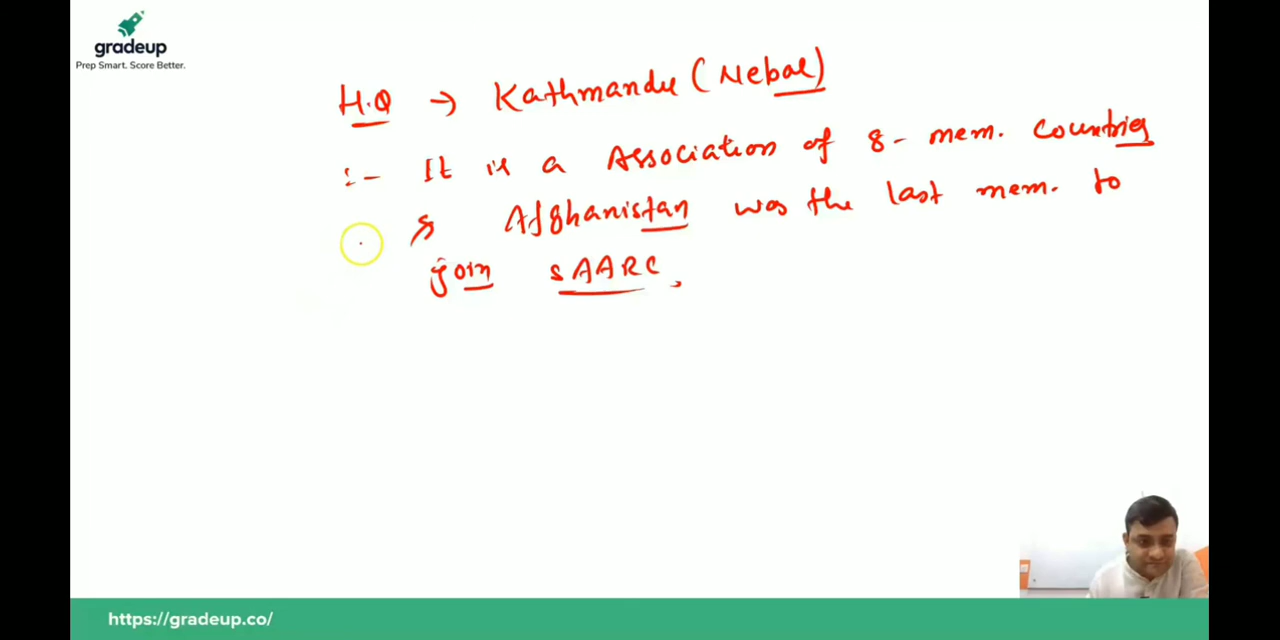 gradeup
Prep Smart. Score Better.
H.Q → Kathmandu (Nebal)
:- It is a Association of 8- mem. countries
Afghanistan was the last mem. to
join SAARC,
https://gradeup.co/